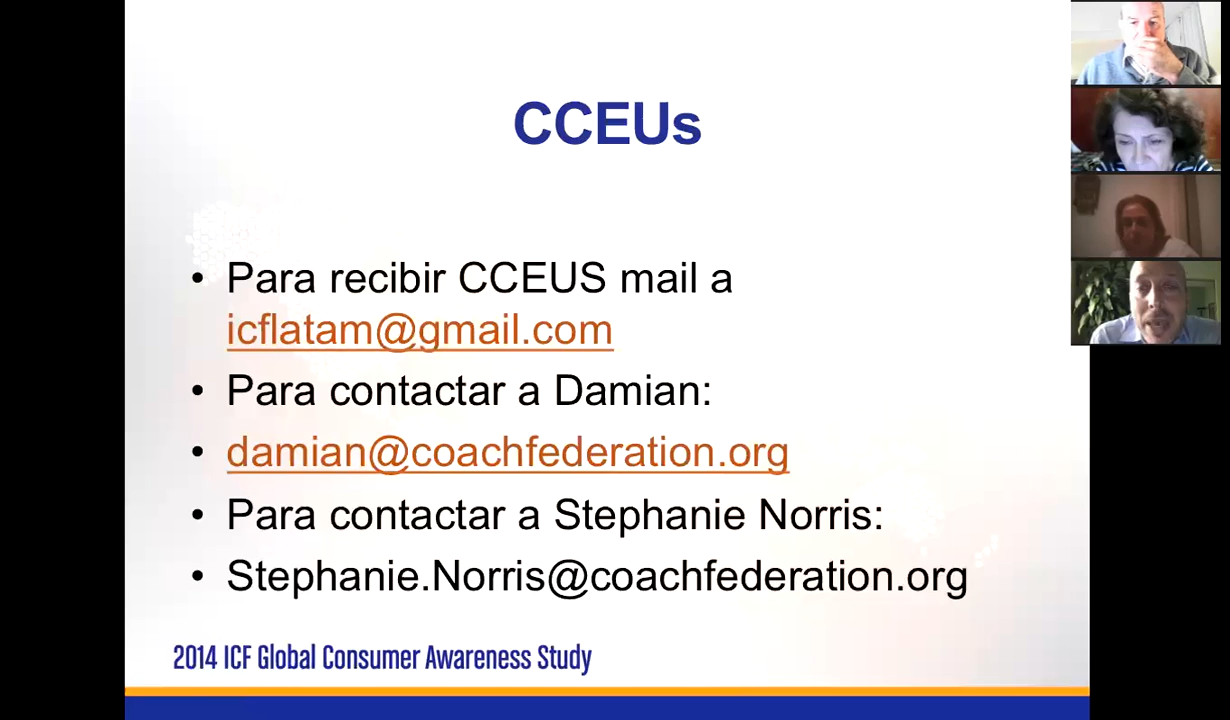 CCEUs
• Para recibir CCEUS mail a
icflatam@gmail.com
• Para contactar a Damian:
• damian@coachfederation.org
• Para contactar a Stephanie Norris:
• Stephanie.Norris@coachfederation.org
2014 ICF Global Consumer Awareness Study